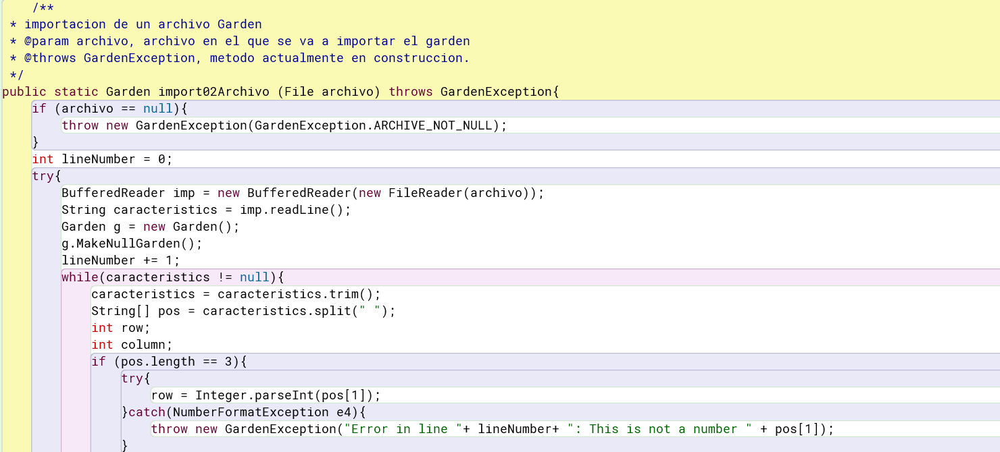 /**
* importacion de un archivo Garden
* @param archivo, archivo en el que se va a importar el garden
* @throws GardenException, metodo actualmente en construccion.
*/
public static Garden import02Archivo (File archivo) throws GardenException{
if (archivo == null){
throw new GardenException(GardenException.ARCHIVE_NOT_NULL);
}
int lineNumber = 0;
try{
BufferedReader imp = new BufferedReader(new FileReader(archivo));
String caracteristics = imp.readLine();
Garden g = new Garden();
g.MakeNullGarden();
lineNumber += 1;
while(caracteristics != null){
caracteristics = caracteristics.trim();
String[] pos = caracteristics.split(" ");
int row;
int column;
if (pos.length == 3){
try{
row = Integer.parseInt(pos[1]);
}catch(NumberFormatException e4){
throw new GardenException("Error in line "+ lineNumber+ ": This is not a number " + pos[1]);
}